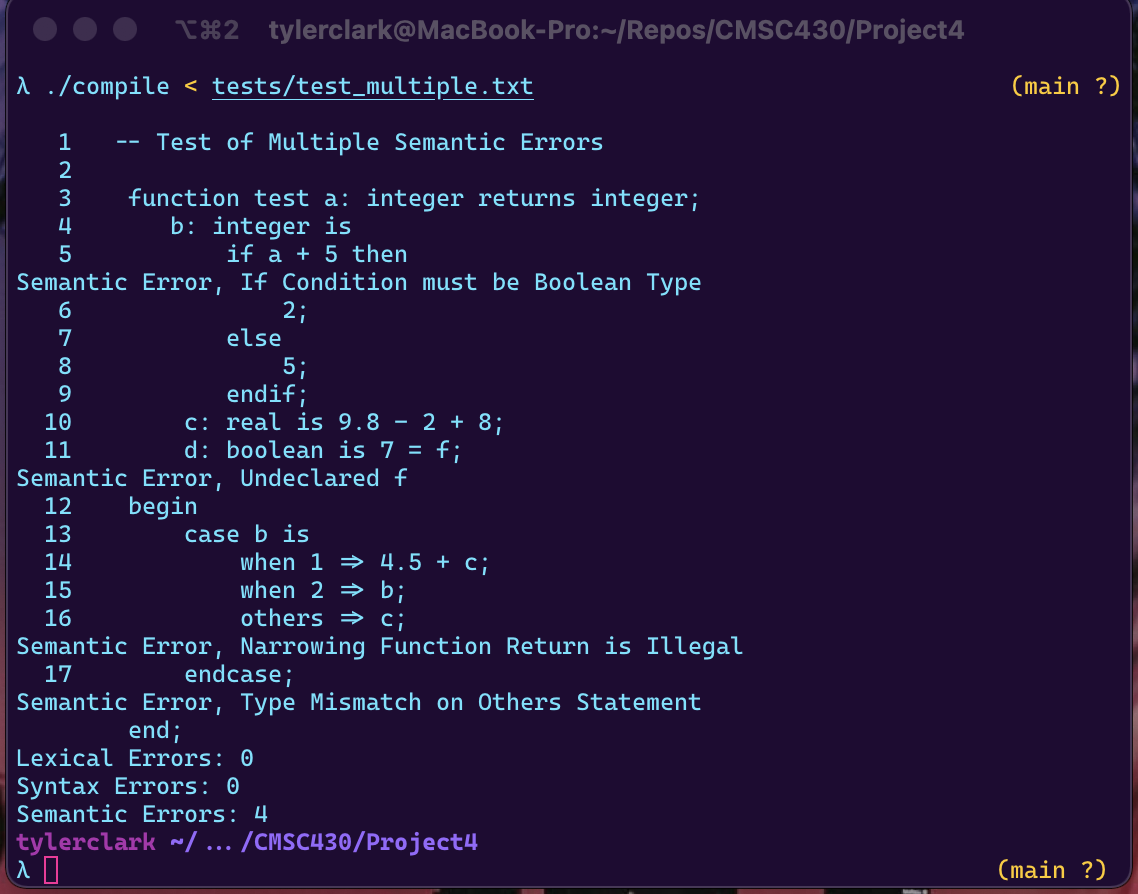 ⌥⌘2 tylerclark@MacBook-Pro:~/Repos/CMSC430/Project4
λ ./compile < tests/test_multiple.txt (main ?)
1 -- Test of Multiple Semantic Errors
2
3 function test a: integer returns integer;
4 b: integer is
5 if a + 5 then
Semantic Error, If Condition must be Boolean Type
6 2;
7 else
8 5;
9 endif;
10 c: real is 9.8 - 2 + 8;
11 d: boolean is 7 = f;
Semantic Error, Undeclared f
12 begin
13 case b is
14 when 1 => 4.5 + c;
15 when 2 => b;
16 others => c;
Semantic Error, Narrowing Function Return is Illegal
17 endcase;
Semantic Error, Type Mismatch on Others Statement
end;
Lexical Errors: 0
Syntax Errors: 0
Semantic Errors: 4
tylerclark ~/ … /CMSC430/Project4
λ (main ?)